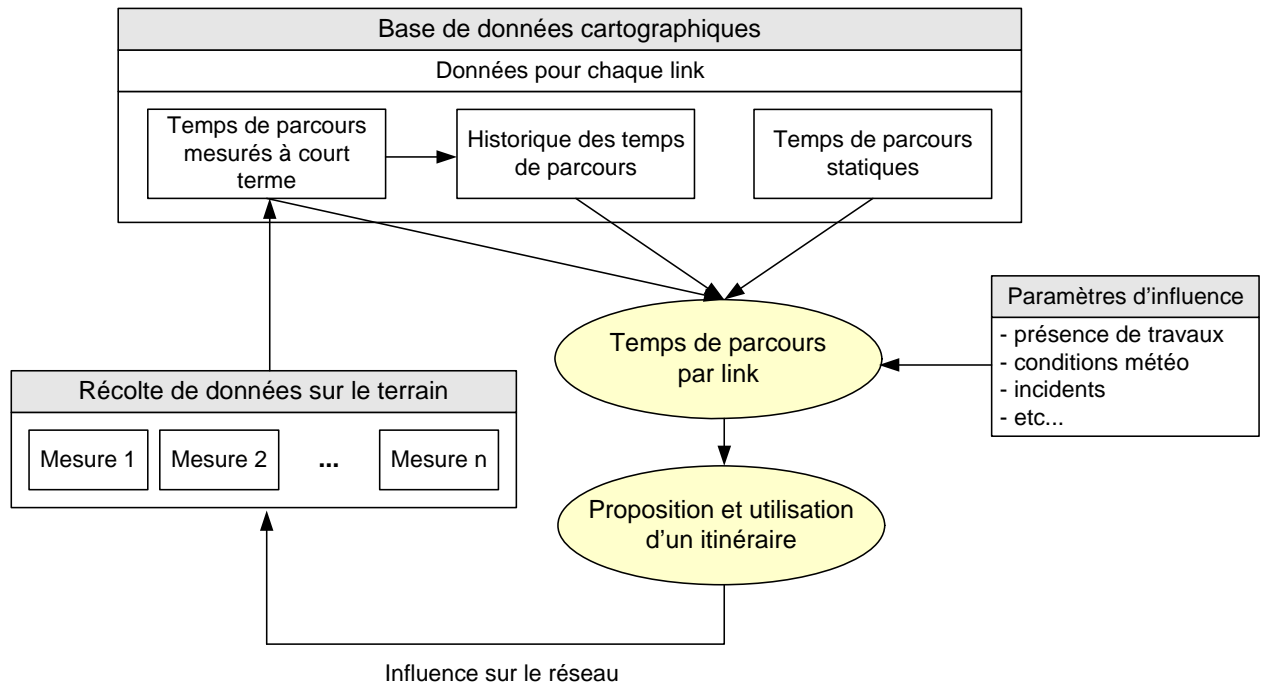 Base de données cartographiques
Données pour chaque link
Temps de parcours
mesurés à court
terme
Historique des temps
de parcours
Temps de parcours
statiques
Paramètres d'influence
- présence de travaux
- conditions météo
- incidents
- etc...
Temps de parcours
par link
Récolte de données sur le terrain
Mesure 1
Mesure 2
...
Mesure n
Proposition et utilisation
d'un itinéraire
Influence sur le réseau